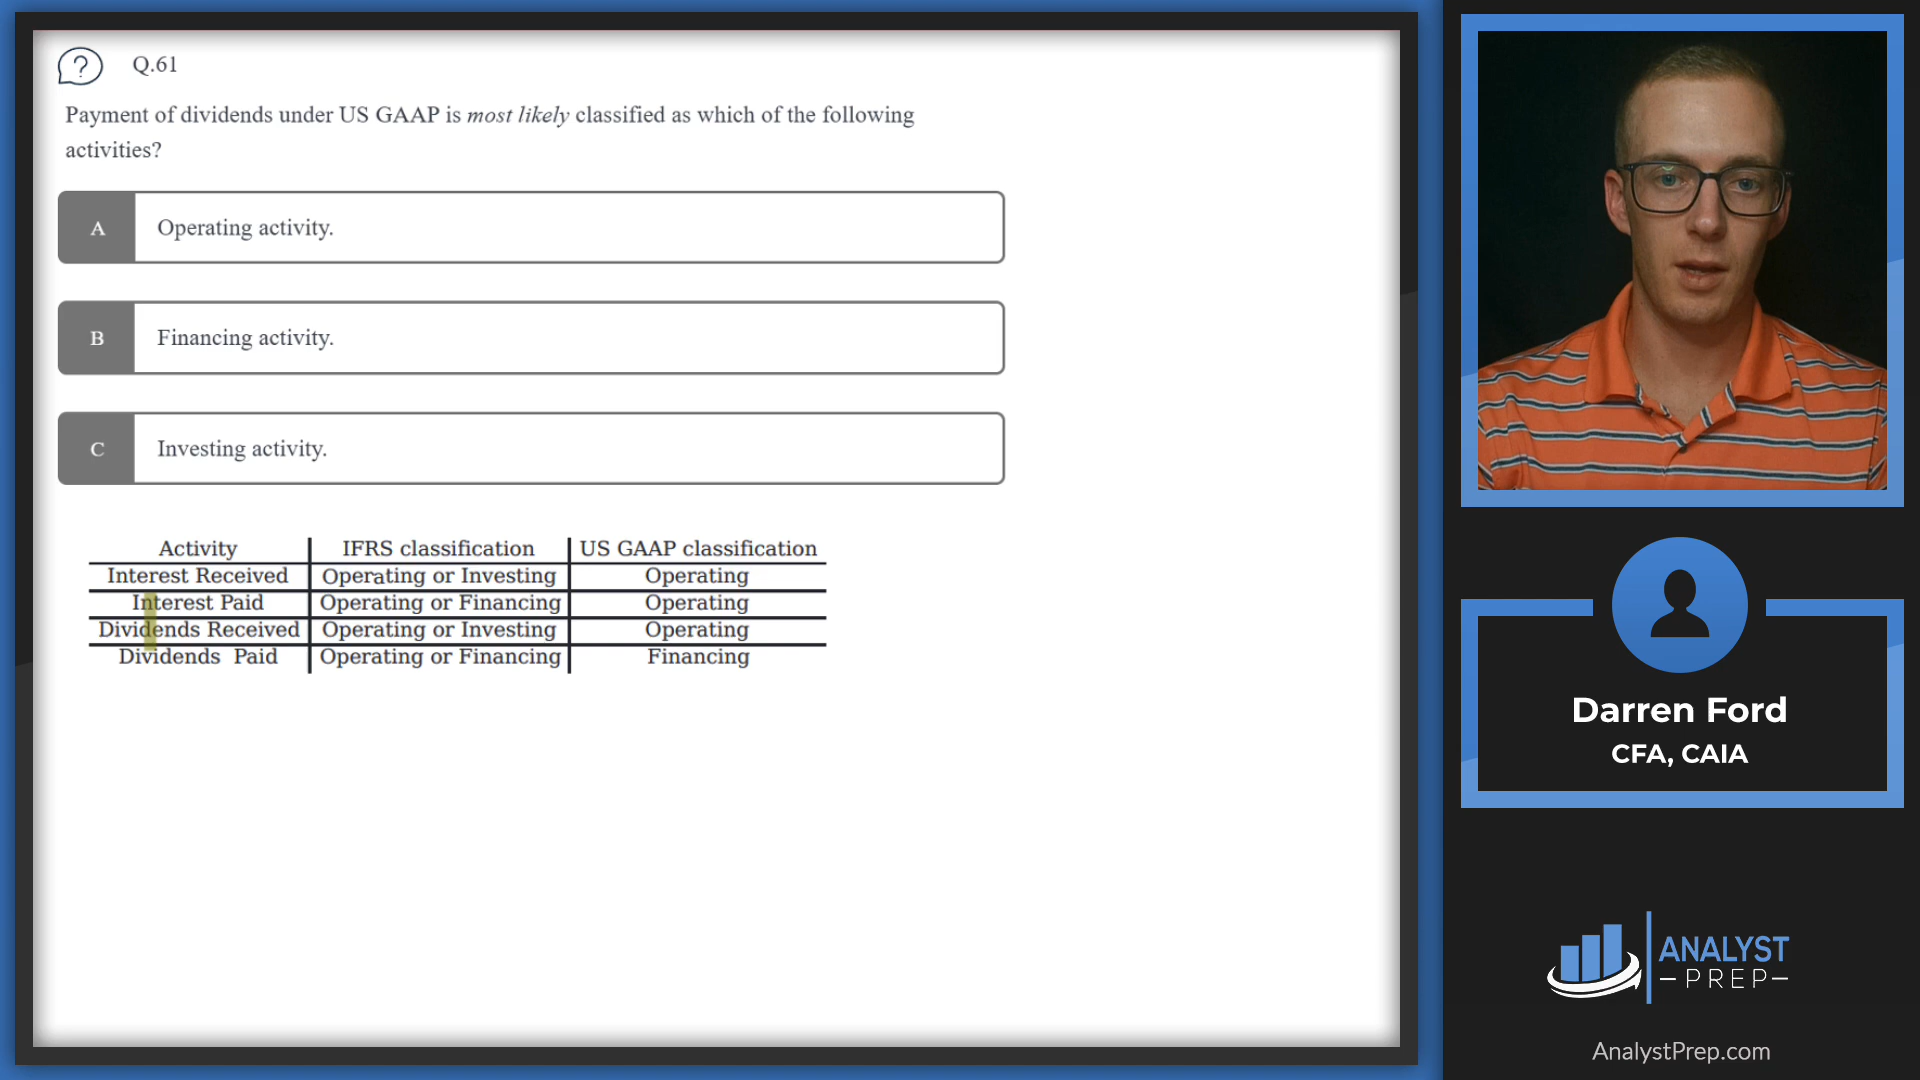 Q.61
Payment of dividends under US GAAP is most likely classified as which of the following
activities?
A Operating activity.
B Financing activity.
C Investing activity.
Activity IFRS classification US GAAP classification
Interest Received Operating or Investing Operating
Interest Paid Operating or Financing Operating
Dividends Received Operating or Investing Operating
Dividends Paid Operating or Financing Financing
Darren Ford
CFA, CAIA
ANALYST
PREP
AnalystPrep.com